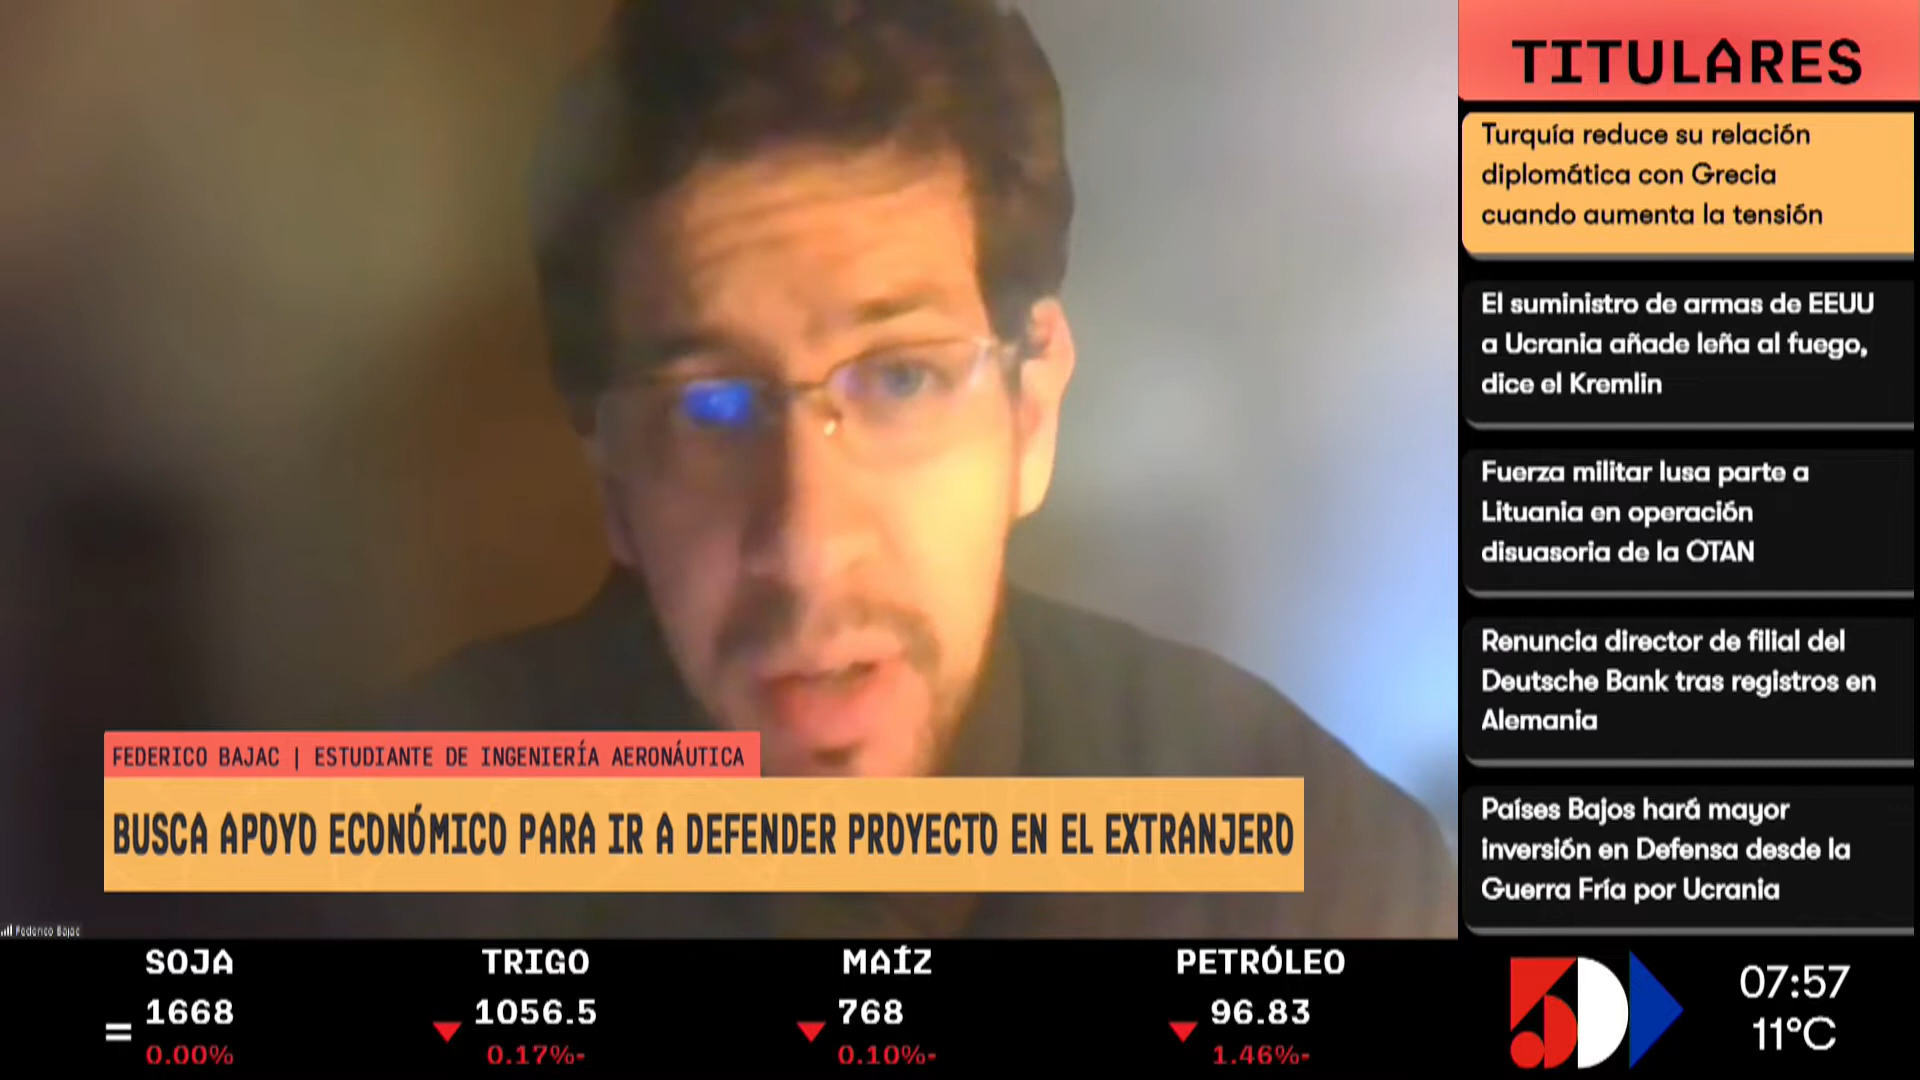 TITULARES
Turquía reduce su relación
diplomática con Grecia
cuando aumenta la tensión
El suministro de armas de EEUU
a Ucrania añade leña al fuego,
dice el Kremlin
Fuerza militar lusa parte a
Lituania en operación
disuasoria de la OTAN
Renuncia director de filial del
Deutsche Bank tras registros en
Alemania
Países Bajos hará mayor
inversión en Defensa desde la
Guerra Fría por Ucrania
FEDERICO BAJAC | ESTUDIANTE DE INGENIERÍA AERONÁUTICA
BUSCA APOYO ECONÓMICO PARA IR A DEFENDER PROYECTO EN EL EXTRANJERO
Federico Bajac
SOJA
= 1668
0.00%
TRIGO
1056.5
0.17%-
MAÍZ
768
0.10%-
PETRÓLEO
96.83
1.46%-
5D
07:57
11°C